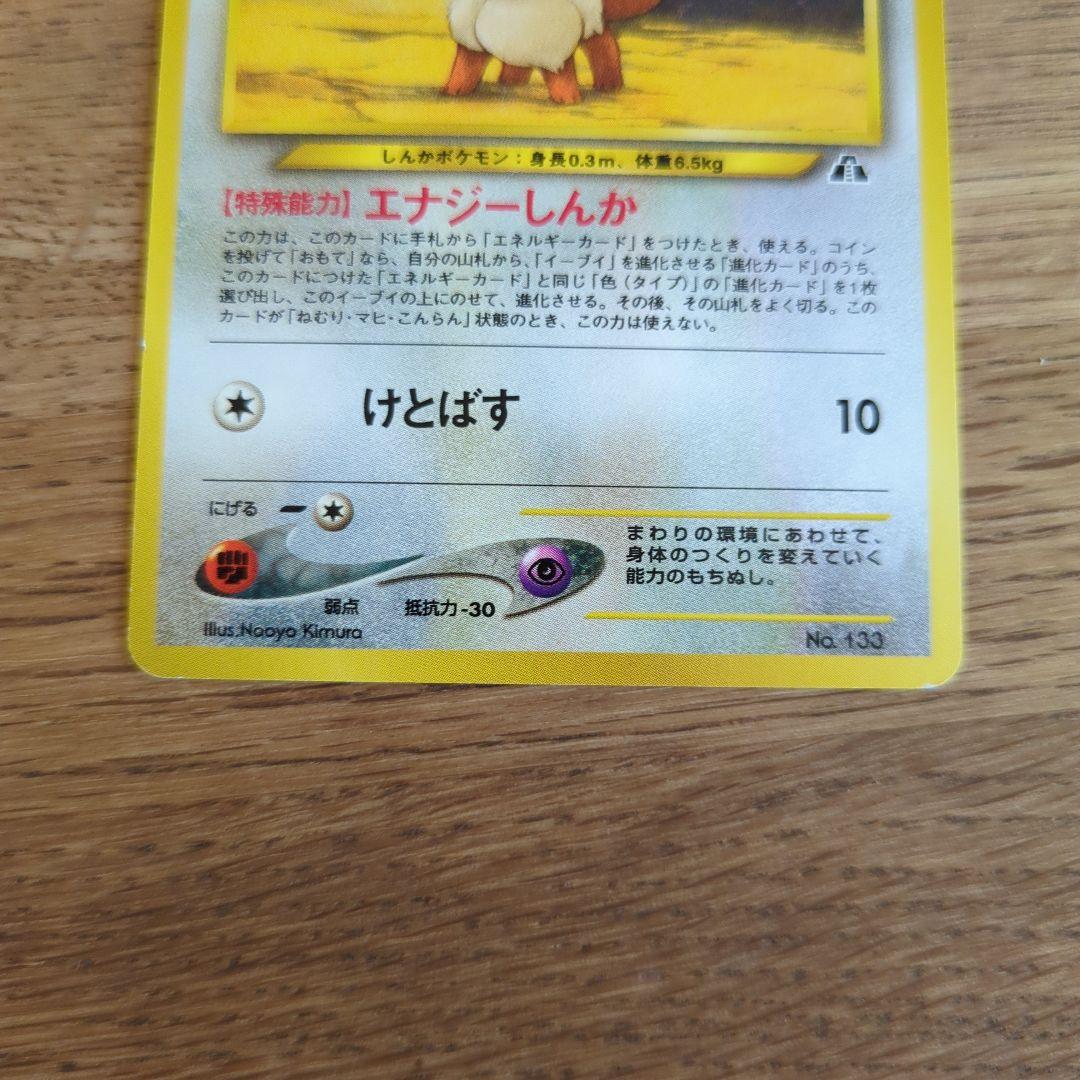 しんかポケモン：身長0.3m、体重6.5kg
【特殊能力】エナジーしんか
この力は、このカードに手札から「エネルギーカード」をつけたとき、使える。コイン
を投げて「おもて」なら、自分の山札から、「イーブイ」を進化させる「進化カード」のうち、
このカードにつけた「エネルギーカード」と同じ「色（タイプ）」の「進化カード」を1枚
選び出し、このイーブイの上にのせて、進化させる。その後、その山札をよく切る。この
カードが「ねむり・マヒ・こんらん」状態のとき、この力は使えない。
けとばす 10
にげる
弱点 抵抗力-30
まわりの環境にあわせて、
身体のつくりを変えていく
能力のもちぬし。
Illus.Naoyo Kimura
No. 133